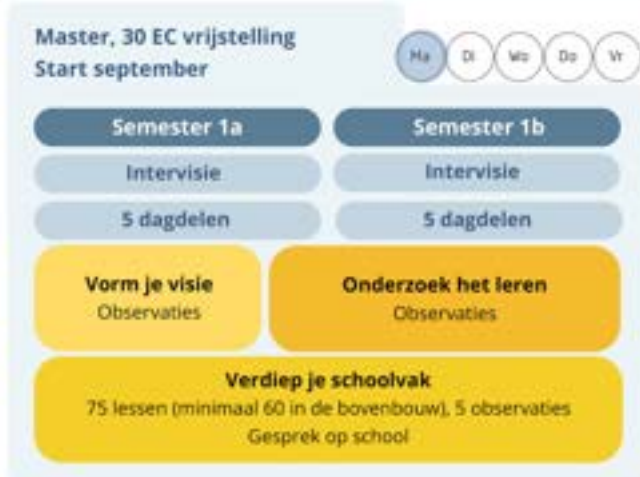 Master, 30 EC vrijstelling
Start september
Ma Di Wo Do Vr
Semester 1a
Semester 1b
Intervisie
Intervisie
5 dagdelen
5 dagdelen
Vorm je visie
Observaties
Onderzoek het leren
Observaties
Verdiep je schoolvak
75 lessen (minimaal 60 in de bovenbouw), 5 observaties
Gesprek op school